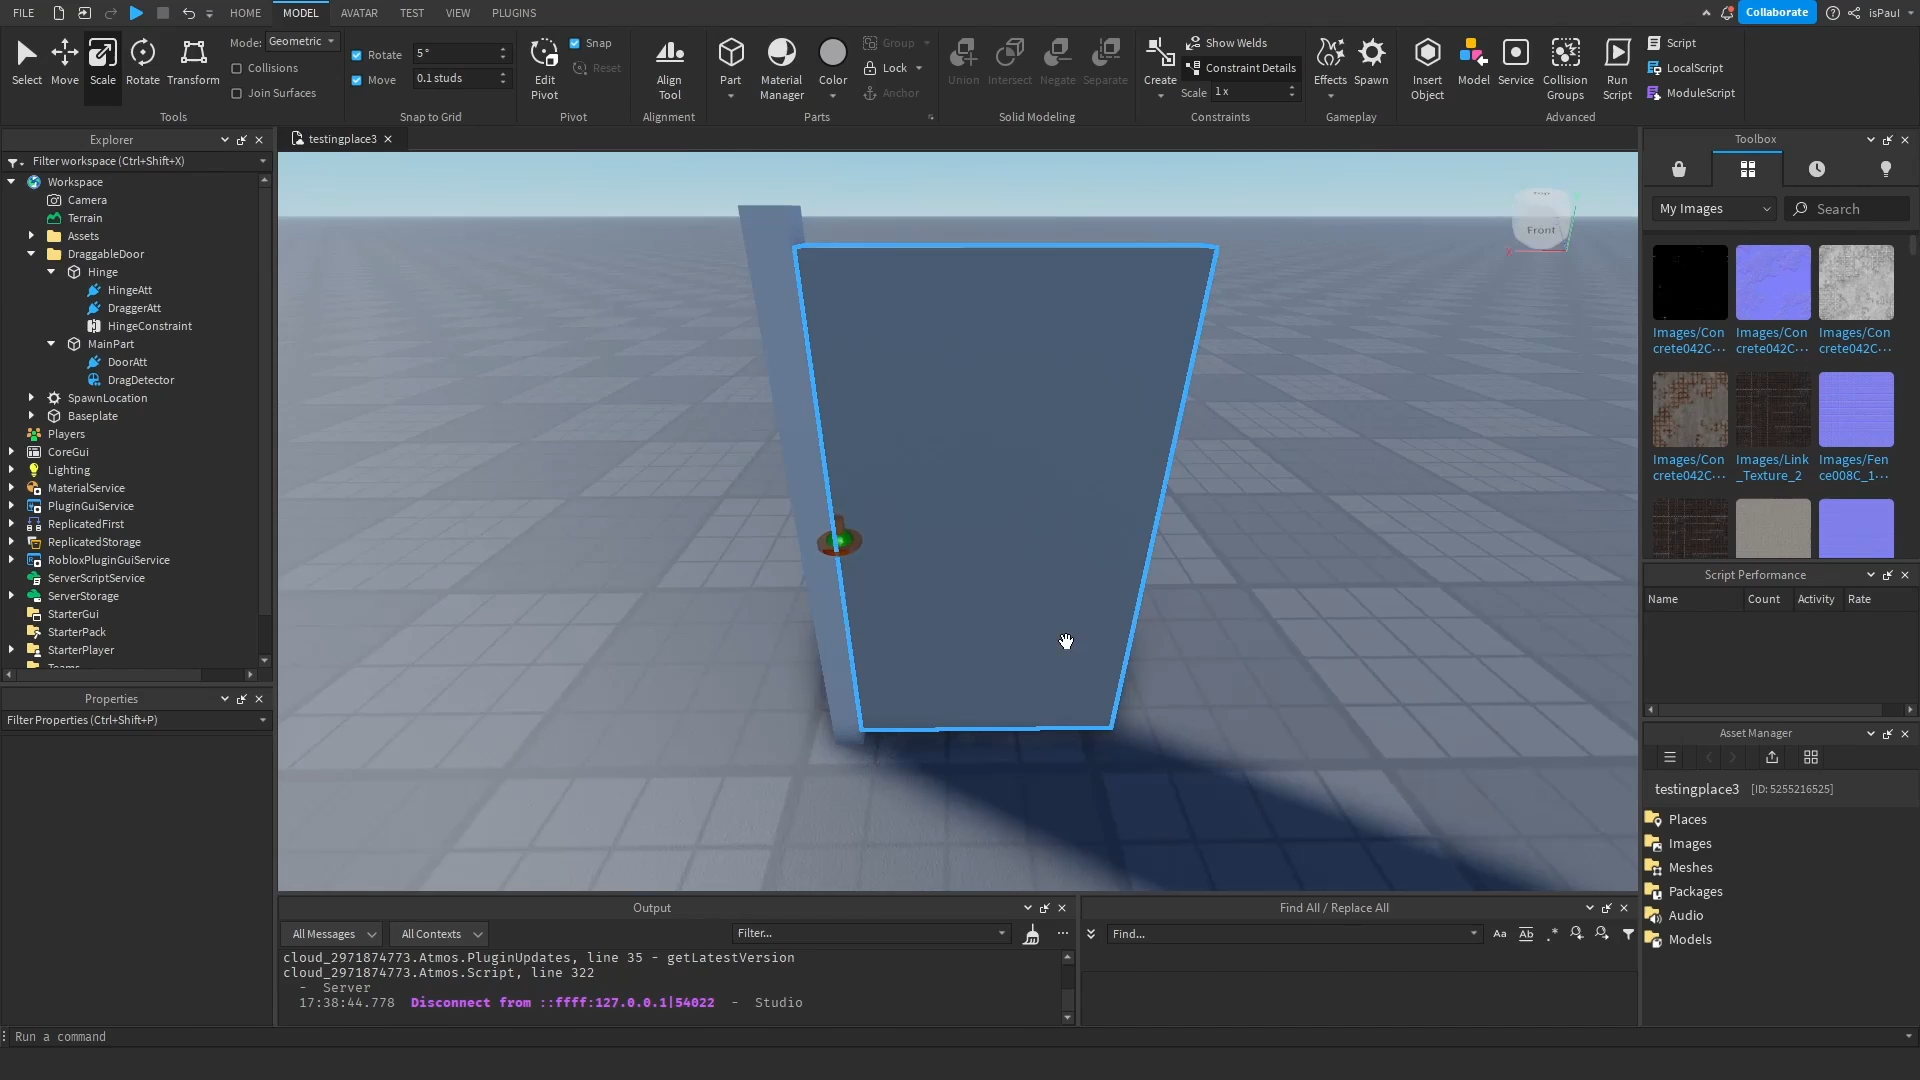 FILE HOME MODEL AVATAR TEST VIEW PLUGINS Collaborate isPaul
Select Move Scale Rotate Transform
Mode: Geometric
Collisions
Join Surfaces
Tools
Rotate 5°
Move 0.1 studs
Snap to Grid
Edit Pivot
Snap
Reset
Pivot
Align Tool
Alignment
Part
Material Manager
Color
Group
Lock
Anchor
Parts
Union Intersect Negate Separate
Solid Modeling
Create
Show Welds
Constraint Details
Scale 1 x
Constraints
Effects Spawn
Gameplay
Insert Object
Model
Service
Collision Groups
Run Script
Script
LocalScript
ModuleScript
Advanced
Explorer
Filter workspace (Ctrl+Shift+X)
Workspace
Camera
Terrain
Assets
DraggableDoor
Hinge
HingeAtt
DraggerAtt
HingeConstraint
MainPart
DoorAtt
DragDetector
SpawnLocation
Baseplate
Players
CoreGui
Lighting
MaterialService
PluginGuiService
ReplicatedFirst
ReplicatedStorage
RobloxPluginGuiService
ServerScriptService
ServerStorage
StarterGui
StarterPack
StarterPlayer
Teams
Properties
Filter Properties (Ctrl+Shift+P)
testingplace3
Front
Toolbox
My Images Search
Images/Con
crete042C...
Images/Con
crete042C...
Images/Con
crete042C...
Images/Con
crete042C...
Images/Link
_Texture_2
Images/Fen
ce008C_1...
Script Performance
Name Count Activity Rate
Asset Manager
testingplace3 [ID: 5255216525]
Places
Images
Meshes
Packages
Audio
Models
Output
All Messages All Contexts Filter...
cloud_2971874773.Atmos.PluginUpdates, line 35 - getLatestVersion
cloud_2971874773.Atmos.Script, line 322
- Server
17:38:44.778 Disconnect from ::ffff:127.0.0.1|54022 - Studio
Find All / Replace All
Find... Aa Ab .*
Run a command